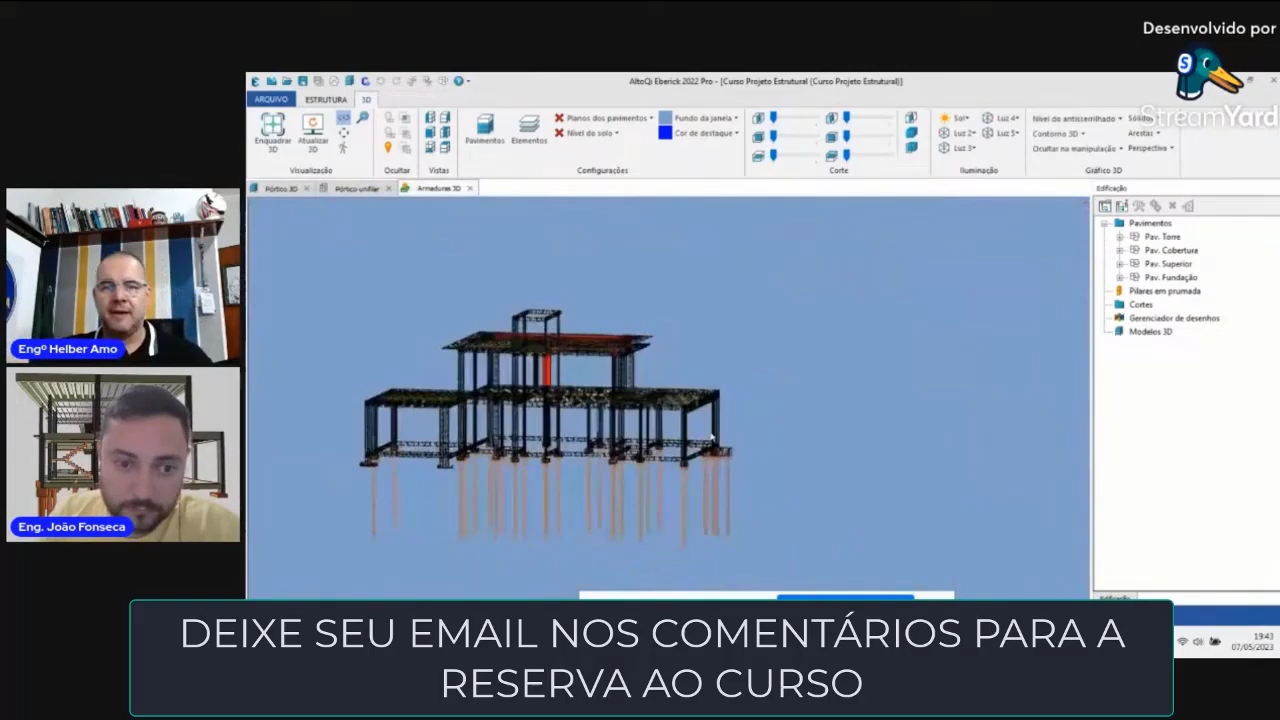 Desenvolvido por
StreamYard
AltoQi Eberick 2022 Pro - [Curso Projeto Estrutural (Curso Projeto Estrutural)]
ARQUIVO ESTRUTURA 3D
Planos dos pavimentos
Fundo da janela
Sol
Luz 4
Nível do antisserrilhado
Sólidos
Nível do solo
Cor de destaque
Luz 2
Luz 5
Contorno 3D
Arestas
Enquadrar 3D
Atualizar 3D
Pavimentos
Elementos
Luz 3
Ocultar na manipulação
Perspectiva
Visualização
Ocultar
Vistas
Configurações
Corte
Iluminação
Gráfico 3D
Pórtico 3D
Pórtico unifilar
Armaduras 3D
Edificação
Pavimentos
Pav. Torre
Pav. Cobertura
Pav. Superior
Pav. Fundação
Pilares em prumada
Cortes
Gerenciador de desenhos
Modelos 3D
Engº Helber Amo
Eng. João Fonseca
DEIXE SEU EMAIL NOS COMENTÁRIOS PARA A
RESERVA AO CURSO
19:43
07/05/2023